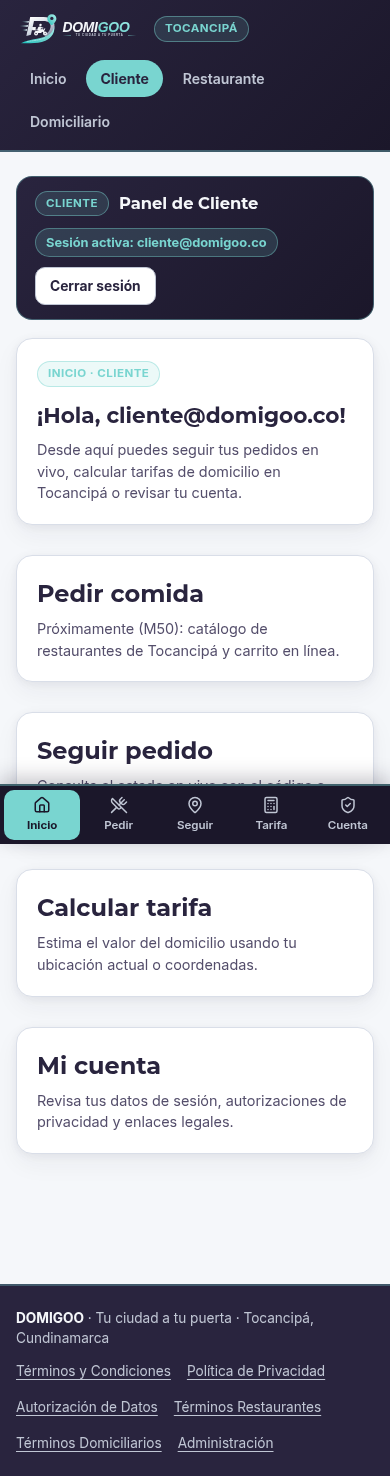 DOMIGOO
TU CIUDAD A TU PUERTA
TOCANCIPÁ
Inicio
Cliente
Restaurante
Domiciliario
CLIENTE
Panel de Cliente
Sesión activa: cliente@domigoo.co
Cerrar sesión
INICIO · CLIENTE
¡Hola, cliente@domigoo.co!
Desde aquí puedes seguir tus pedidos en
vivo, calcular tarifas de domicilio en
Tocancipá o revisar tu cuenta.
Pedir comida
Próximamente (M50): catálogo de
restaurantes de Tocancipá y carrito en línea.
Seguir pedido
Inicio
Pedir
Seguir
Tarifa
Cuenta
Calcular tarifa
Estima el valor del domicilio usando tu
ubicación actual o coordenadas.
Mi cuenta
Revisa tus datos de sesión, autorizaciones de
privacidad y enlaces legales.
DOMIGOO · Tu ciudad a tu puerta · Tocancipá,
Cundinamarca
Términos y Condiciones
Política de Privacidad
Autorización de Datos
Términos Restaurantes
Términos Domiciliarios
Administración